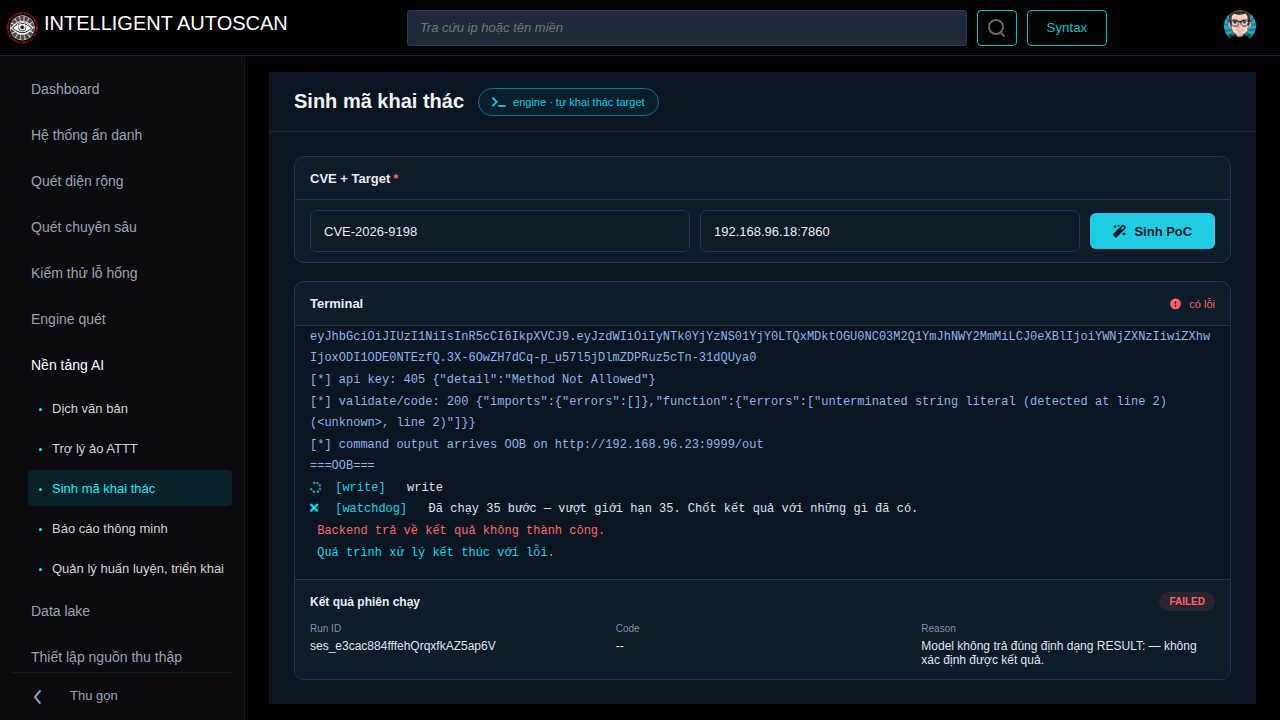 INTELLIGENT AUTOSCAN
Tra cứu ip hoặc tên miền
Syntax
Dashboard
Hệ thống ẩn danh
Quét diện rộng
Quét chuyên sâu
Kiểm thử lỗ hổng
Engine quét
Nền tảng AI
Dịch văn bản
Trợ lý ảo ATTT
Sinh mã khai thác
Báo cáo thông minh
Quản lý huấn luyện, triển khai
Data lake
Thiết lập nguồn thu thập
Thu gọn
Sinh mã khai thác
engine · tự khai thác target
CVE + Target *
CVE-2026-9198
192.168.96.18:7860
Sinh PoC
Terminal
có lỗi
eyJhbGciOiJIUzI1NiIsInR5cCI6IkpXVCJ9.eyJzdWIiOiIyNTk0YjYzNS01YjY0LTQxMDktOGU0NC03M2Q1YmJhNWY2MmMiLCJ0eXBlIjoiYWNjZXNzIiwiZXhw
IjoxODI1ODE0NTEzfQ.3X-6OwZH7dCq-p_u57l5jDlmZDPRuz5cTn-31dQUya0
[*] api key: 405 {"detail":"Method Not Allowed"}
[*] validate/code: 200 {"imports":{"errors":[]},"function":{"errors":["unterminated string literal (detected at line 2)
(<unknown>, line 2)"]}}
[*] command output arrives OOB on http://192.168.96.23:9999/out
===OOB===
[write] write
[watchdog] Đã chạy 35 bước — vượt giới hạn 35. Chốt kết quả với những gì đã có.
Backend trả về kết quả không thành công.
Quá trình xử lý kết thúc với lỗi.
Kết quả phiên chạy
FAILED
Run ID
ses_e3cac884fffehQrqxfkAZ5ap6V
Code
--
Reason
Model không trả đúng định dạng RESULT: — không
xác định được kết quả.